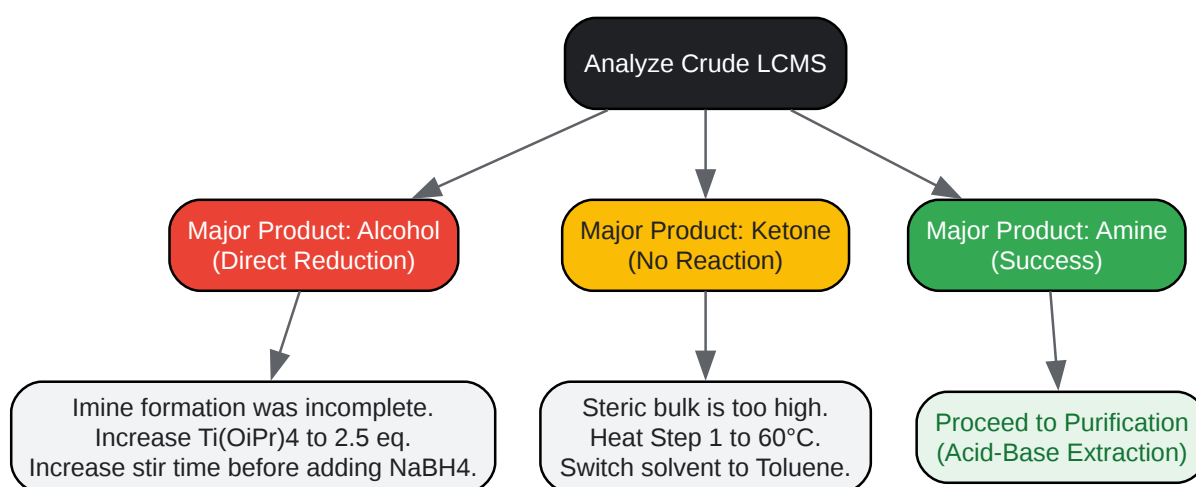 Analyze Crude LCMS
Major Product: Alcohol
(Direct Reduction)
Major Product: Ketone
(No Reaction)
Major Product: Amine
(Success)
Imine formation was incomplete.
Increase Ti(OiPr)4 to 2.5 eq.
Increase stir time before adding NaBH4.
Steric bulk is too high.
Heat Step 1 to 60°C.
Switch solvent to Toluene.
Proceed to Purification
(Acid-Base Extraction)